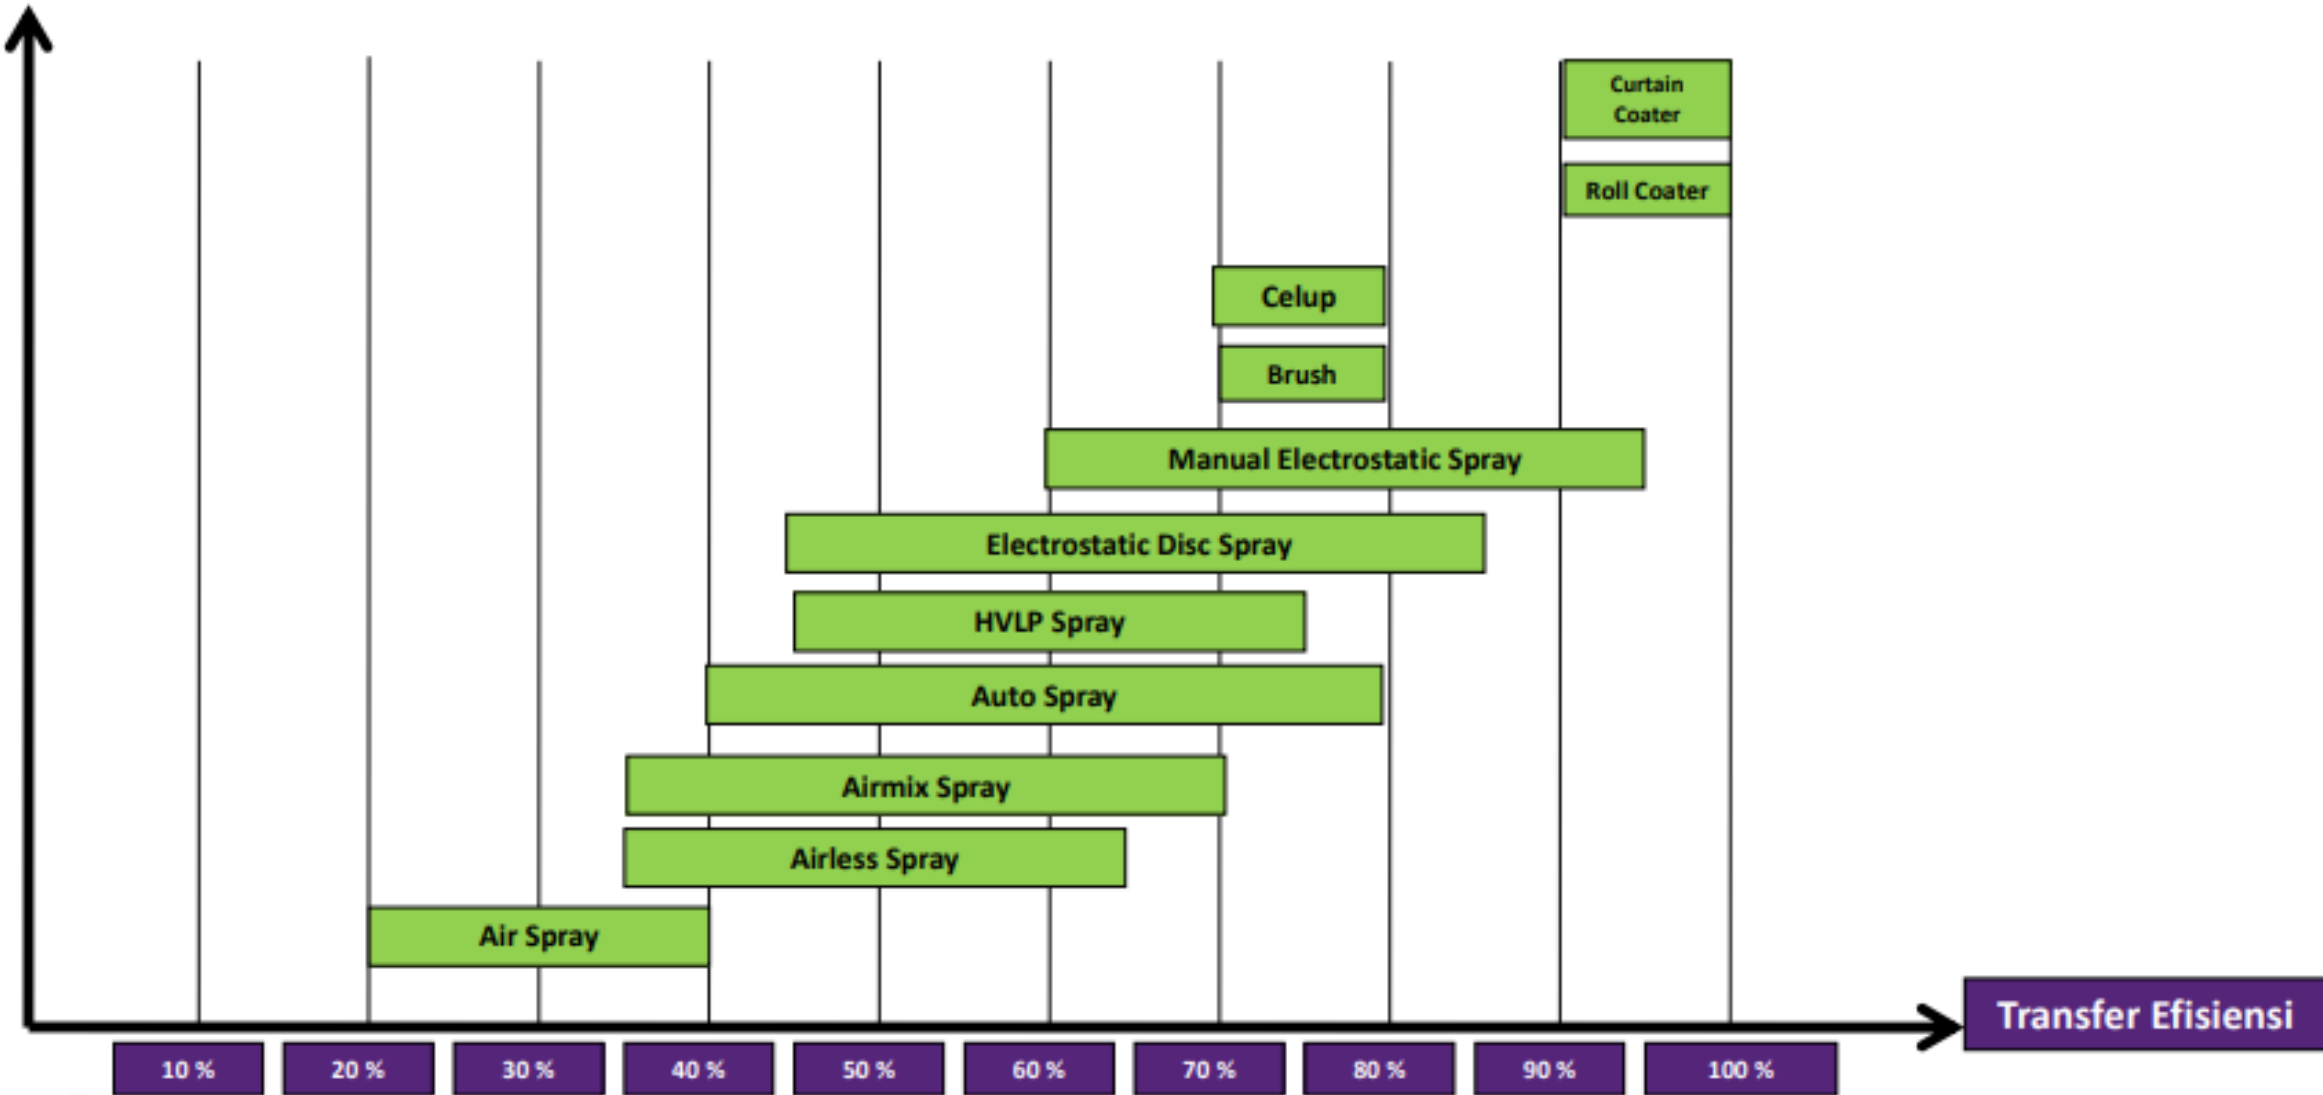 Curtain
Coater
Roll Coater
Celup
Brush
Manual Electrostatic Spray
Electrostatic Disc Spray
HVLP Spray
Auto Spray
Airmix Spray
Airless Spray
Air Spray
Transfer Efisiensi
10 % 20 % 30 % 40 % 50 % 60 % 70 % 80 % 90 % 100 %